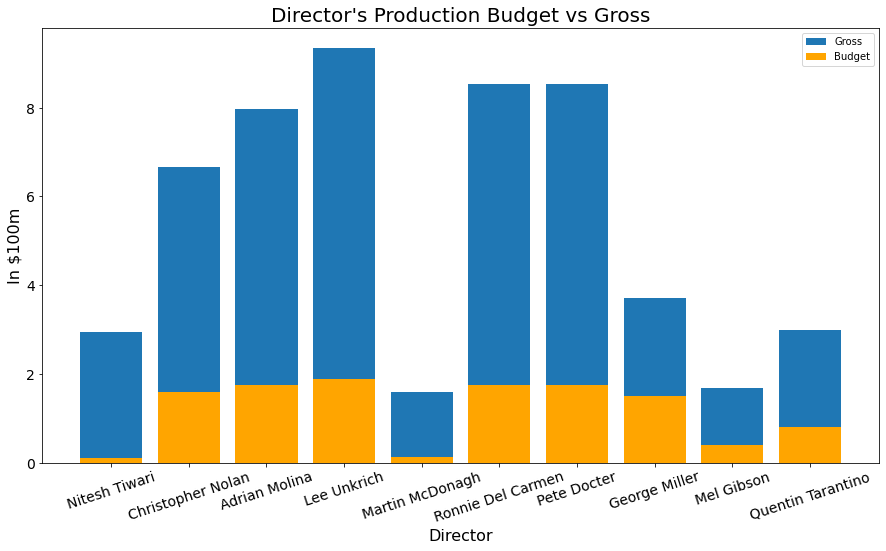 Director's Production Budget vs Gross
Gross
Budget
In $100m
8
6
4
2
0
Nitesh Tiwari
Christopher Nolan
Adrian Molina
Lee Unkrich
Martin McDonagh
Ronnie Del Carmen
Pete Docter
George Miller
Mel Gibson
Quentin Tarantino
Director